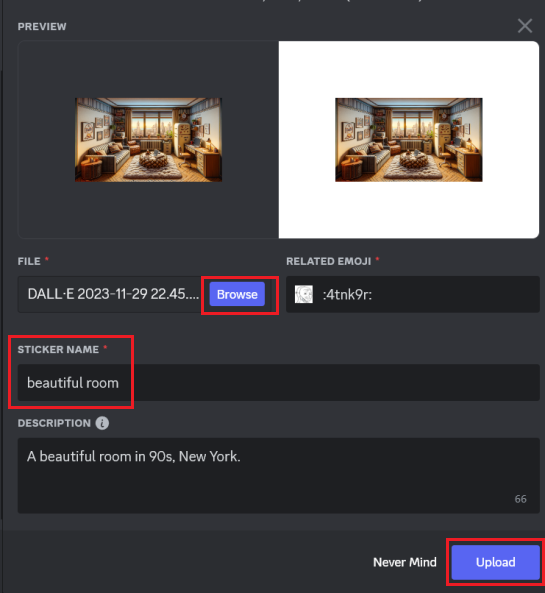 PREVIEW
FILE *
RELATED EMOJI *
DALL·E 2023-11-29 22.45....
Browse
:4tnk9r:
STICKER NAME *
beautiful room
DESCRIPTION i
A beautiful room in 90s, New York.
66
Never Mind
Upload